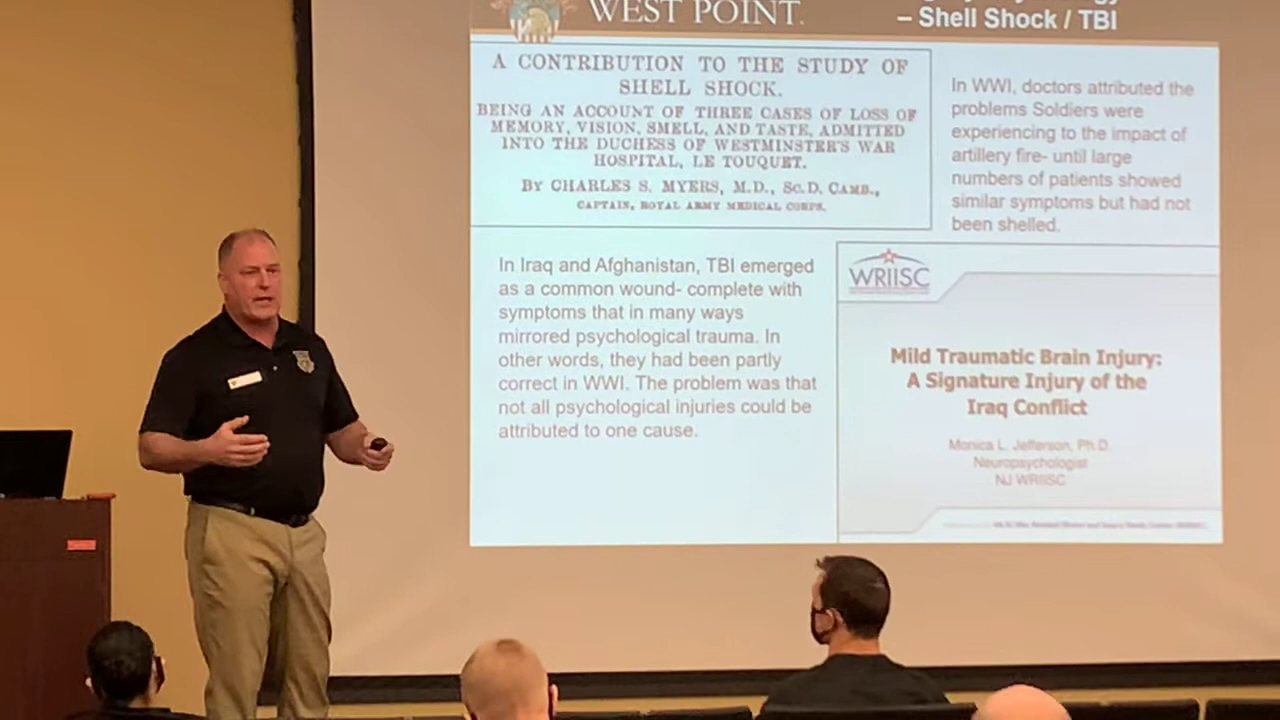 WEST POINT.
– Shell Shock / TBI
A CONTRIBUTION TO THE STUDY OF
SHELL SHOCK.
BEING AN ACCOUNT OF THREE CASES OF LOSS OF
MEMORY, VISION, SMELL, AND TASTE, ADMITTED
INTO THE DUCHESS OF WESTMINSTER'S WAR
HOSPITAL, LE TOUQUET.
BY CHARLES S. MYERS, M.D., SC.D. CAMB.,
CAPTAIN, ROYAL ARMY MEDICAL CORPS.
In WWI, doctors attributed the
problems Soldiers were
experiencing to the impact of
artillery fire- until large
numbers of patients showed
similar symptoms but had not
been shelled.
In Iraq and Afghanistan, TBI emerged
as a common wound- complete with
symptoms that in many ways
mirrored psychological trauma. In
other words, they had been partly
correct in WWI. The problem was that
not all psychological injuries could be
attributed to one cause.
WRIISC
Mild Traumatic Brain Injury:
A Signature Injury of the
Iraq Conflict
Monica L. Jefferson, Ph.D.
Neuropsychologist
NJ WRIISC